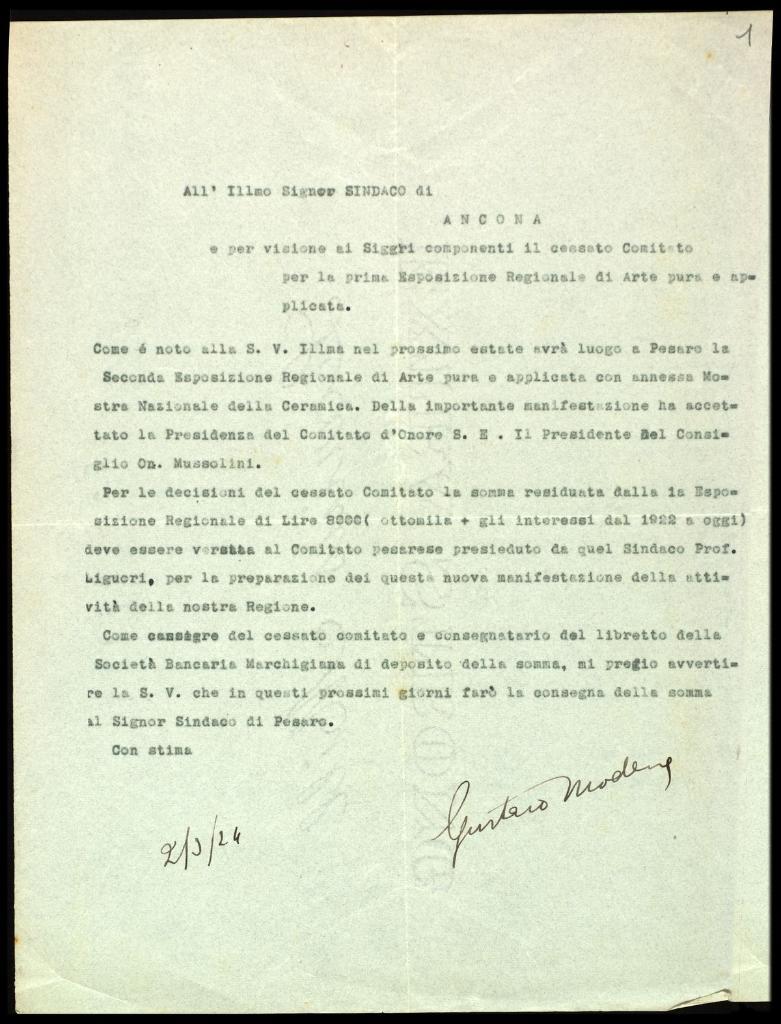 1
All' Illmo Signor SINDACO di
A N C O N A
e per visione ai Siggri componenti il cessato Comitato
per la prima Esposizione Regionale di Arte pura e ap=
plicata.
Come é noto alla S. V. Illma nel prossimo estate avrà luogo a Pesaro la
Seconda Esposizione Regionale di Arte pura e applicata con annessa Mo=
stra Nazionale della Ceramica. Della importante manifestazione ha accet=
tato la Presidenza del Comitato d'Onore S. E . Il Presidente del Consi=
glio On. Mussolini.
Per le decisioni del cessato Comitato la somma residuata dalla 1a Espo=
sizione Regionale di Lire 8000( ottomila + gli interessi dal 1922 a oggi)
deve essere versata al Comitato pesarese presieduto da quel Sindaco Prof.
Liguori, per la preparazione dei questa nuova manifestazione della atti=
vità della nostra Regione.
Come del cessato comitato e consegnatario del libretto della
Società Bancaria Marchigiana di deposito della somma, mi pregio avverti=
re la S. V. che in questi prossimi giorni farò la consegna della somma
al Signor Sindaco di Pesaro.
Con stima
Gustavo Modena
2/3/24